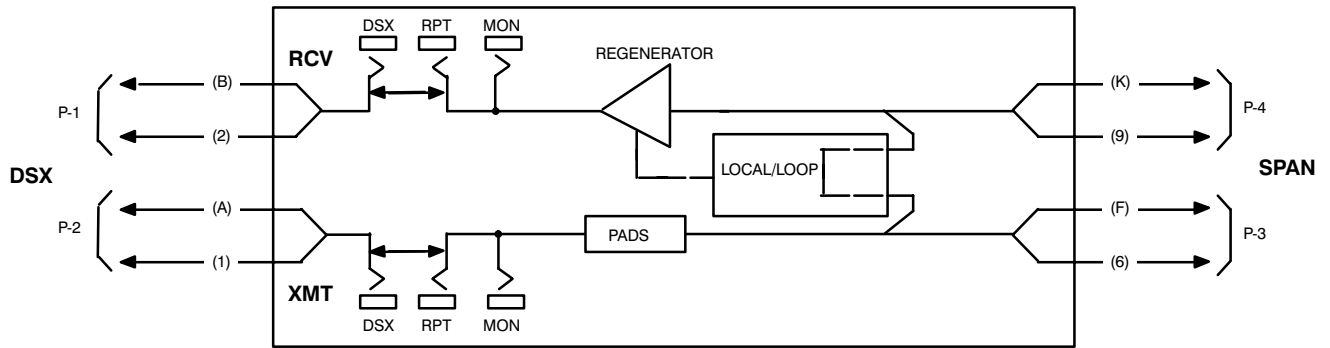 DSX RPT MON
RCV
REGENERATOR
(B)
(K)
P-1
P-4
(2)
(9)
DSX
LOCAL/LOOP
SPAN
(A)
(F)
P-2
PADS
P-3
(1)
(6)
XMT
DSX RPT MON